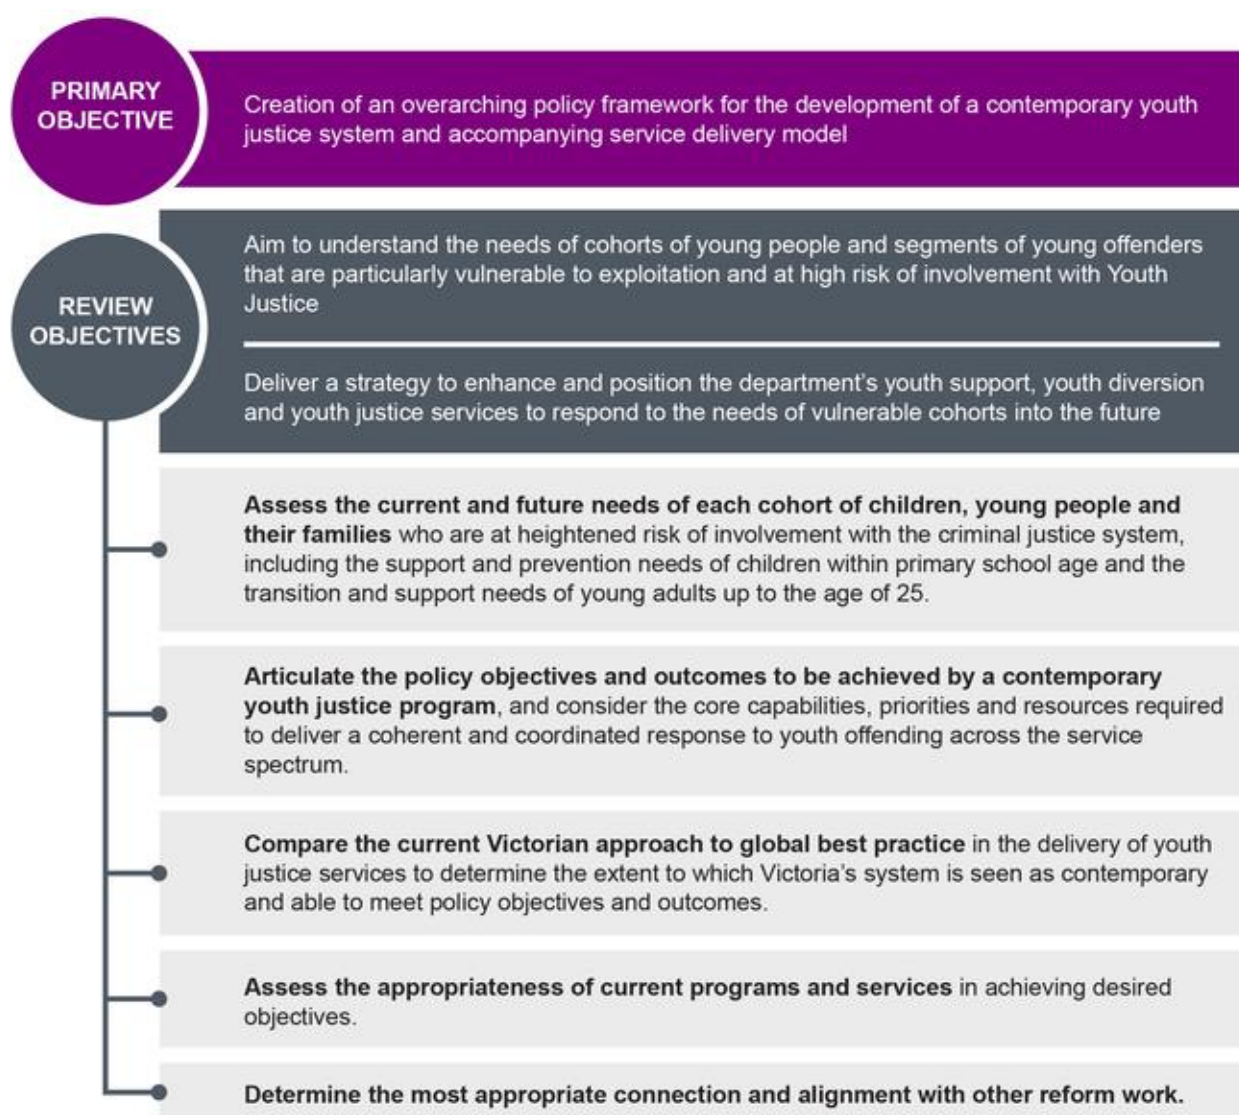 PRIMARY
OBJECTIVE
Creation of an overarching policy framework for the development of a contemporary youth
justice system and accompanying service delivery model
REVIEW
OBJECTIVES
Aim to understand the needs of cohorts of young people and segments of young offenders
that are particularly vulnerable to exploitation and at high risk of involvement with Youth
Justice
Deliver a strategy to enhance and position the department’s youth support, youth diversion
and youth justice services to respond to the needs of vulnerable cohorts into the future
Assess the current and future needs of each cohort of children, young people and
their families who are at heightened risk of involvement with the criminal justice system,
including the support and prevention needs of children within primary school age and the
transition and support needs of young adults up to the age of 25.
Articulate the policy objectives and outcomes to be achieved by a contemporary
youth justice program, and consider the core capabilities, priorities and resources required
to deliver a coherent and coordinated response to youth offending across the service
spectrum.
Compare the current Victorian approach to global best practice in the delivery of youth
justice services to determine the extent to which Victoria’s system is seen as contemporary
and able to meet policy objectives and outcomes.
Assess the appropriateness of current programs and services in achieving desired
objectives.
Determine the most appropriate connection and alignment with other reform work.